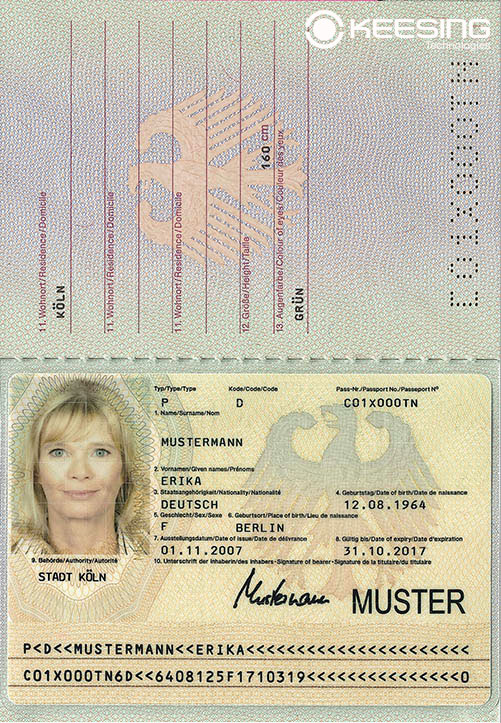 KEESING
Technologies
11. Wohnort/Residence/Domicile
KÖLN
11. Wohnort/Residence/Domicile
11. Wohnort/Residence/Domizile
12. Größe/Height/Taille
160 cm
13. Augenfarbe/Colour of eyes/Couleur des yeux
GRÜN
C01X000TN
Typ/Type/Type Kode/Code/Code Pass-Nr./Passport No./Passeport Nº
P D C01X000TN
1. Name/Surname/Nom
MUSTERMANN
2. Vornamen/Given names/Prénoms
ERIKA
3. Staatsangehörigkeit/Nationality/Nationalité 4. Geburtstag/Date of birth/Date de naissance
DEUTSCH 12.08.1964
5. Geschlecht/Sex/Sexe 6. Geburtsort/Place of birth/Lieu de naissance
F BERLIN
7. Ausstellungsdatum/Date of issue/Date de délivrance 8. Gültig bis/Date of expiry/Date d'expiration
01.11.2007 31.10.2017
9. Behörde/Authority/Autorité 10. Unterschrift der Inhaberin/des Inhabers-Signature of bearer-Signature de la titulaire/du titulaire
STADT KÖLN
Mustermann MUSTER
P<D<<MUSTERMANN<<ERIKA<<<<<<<<<<<<<<<<<<<<<<
C01X000TN6D<<6408125F1710319<<<<<<<<<<<<<<<0